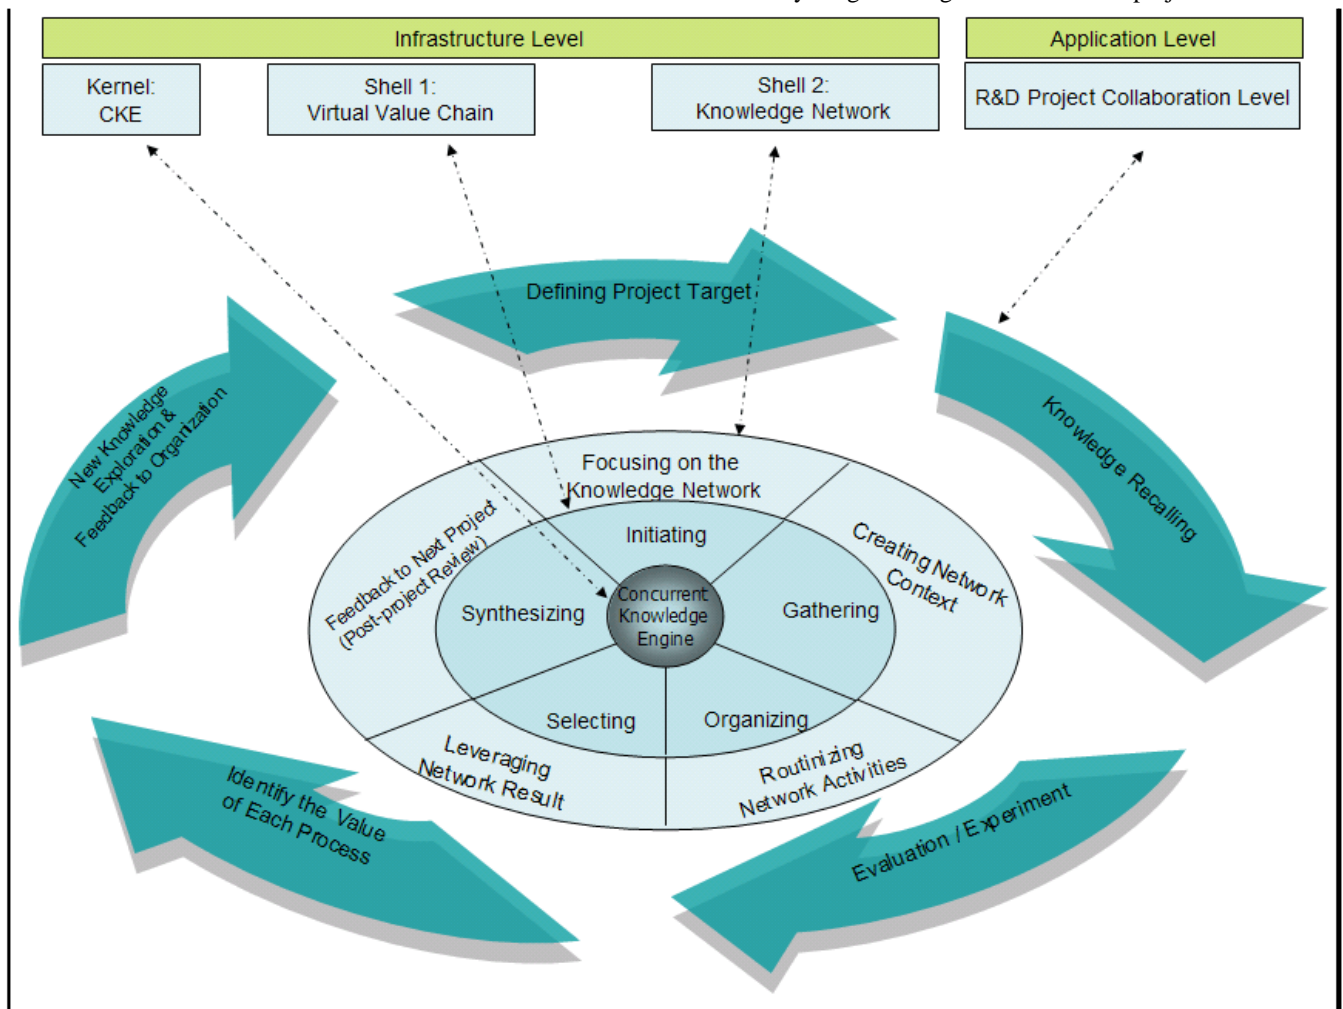 Infrastructure Level
Application Level
Kernel:
CKE
Shell 1:
Virtual Value Chain
Shell 2:
Knowledge Network
R&D Project Collaboration Level
Defining Project Target
New Knowledge
Exploration &
Feedback to Organization
Knowledge Recalling
Focusing on the
Knowledge Network
Feedback to Next Project
(Post-project Review)
Creating Network
Context
Initiating
Synthesizing
Gathering
Concurrent
Knowledge
Engine
Selecting
Organizing
Leveraging
Network Result
Routinizing
Network Activities
Identify the Value
of Each Process
Evaluation / Experiment